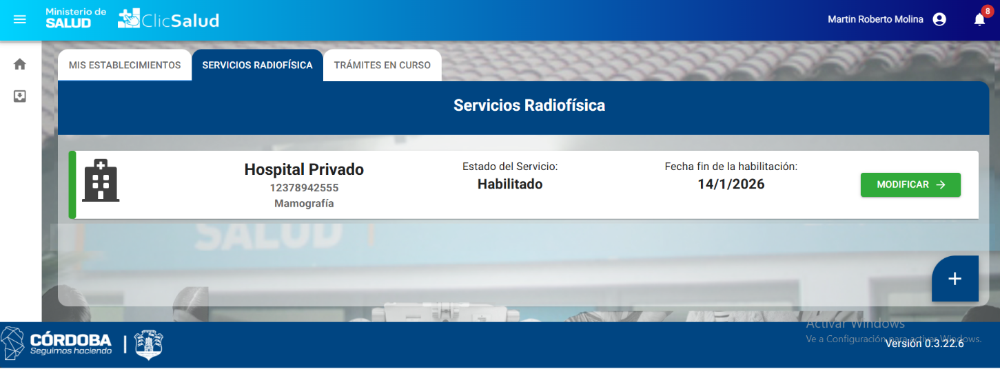 Ministerio de
SALUD
ClicSalud
Martin Roberto Molina
8
MIS ESTABLECIMIENTOS
SERVICIOS RADIOFÍSICA
TRÁMITES EN CURSO
Servicios Radiofísica
Hospital Privado
12378942555
Mamografía
Estado del Servicio:
Habilitado
Fecha fin de la habilitación:
14/1/2026
MODIFICAR
SALUD
+
CÓRDOBA
Seguimos haciendo
Activar Windows
Ve a Configuración para activar Windows.
Versión 0.3.22.6